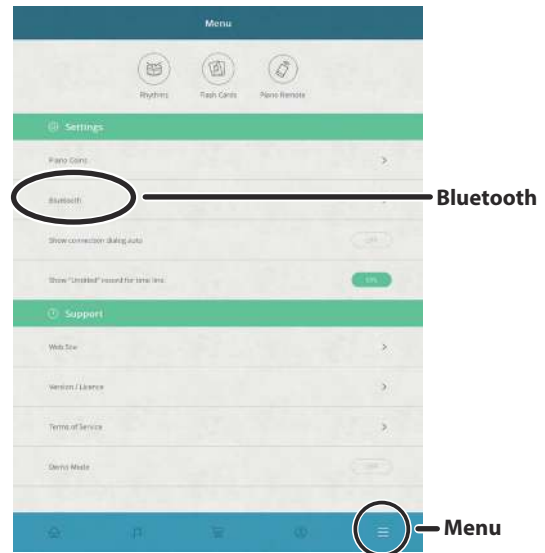 Menu
Rhythms Flash Cards Piano Remote
Settings
Piano Coins
Bluetooth
Bluetooth
Show connection dialog auto
OFF
Show "Untitled" record for time line.
ON
Support
Web Site
Version / Licence
Terms of Service
Demo Mode
OFF
Menu